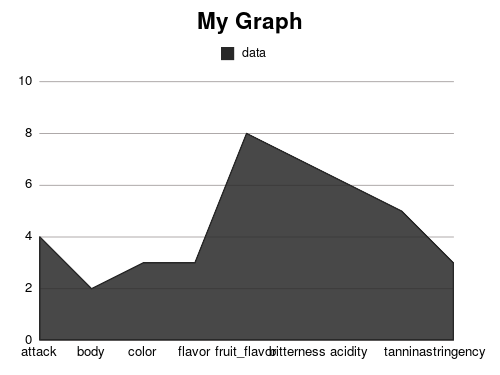 My Graph
data
10
8
6
4
2
0
attack body color flavor fruit_flavor bitterness acidity tannin astringency